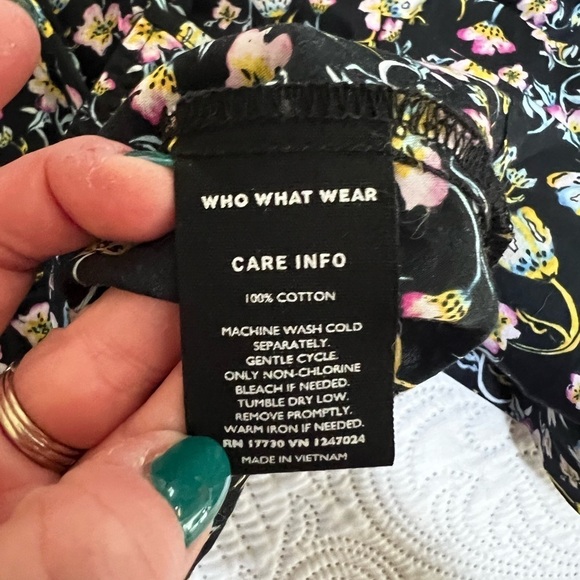 WHO WHAT WEAR
CARE INFO
100% COTTON
MACHINE WASH COLD
SEPARATELY.
GENTLE CYCLE.
ONLY NON-CHLORINE
BLEACH IF NEEDED.
TUMBLE DRY LOW.
REMOVE PROMPTLY.
WARM IRON IF NEEDED.
RN 17730 VN 1247024
MADE IN VIETNAM